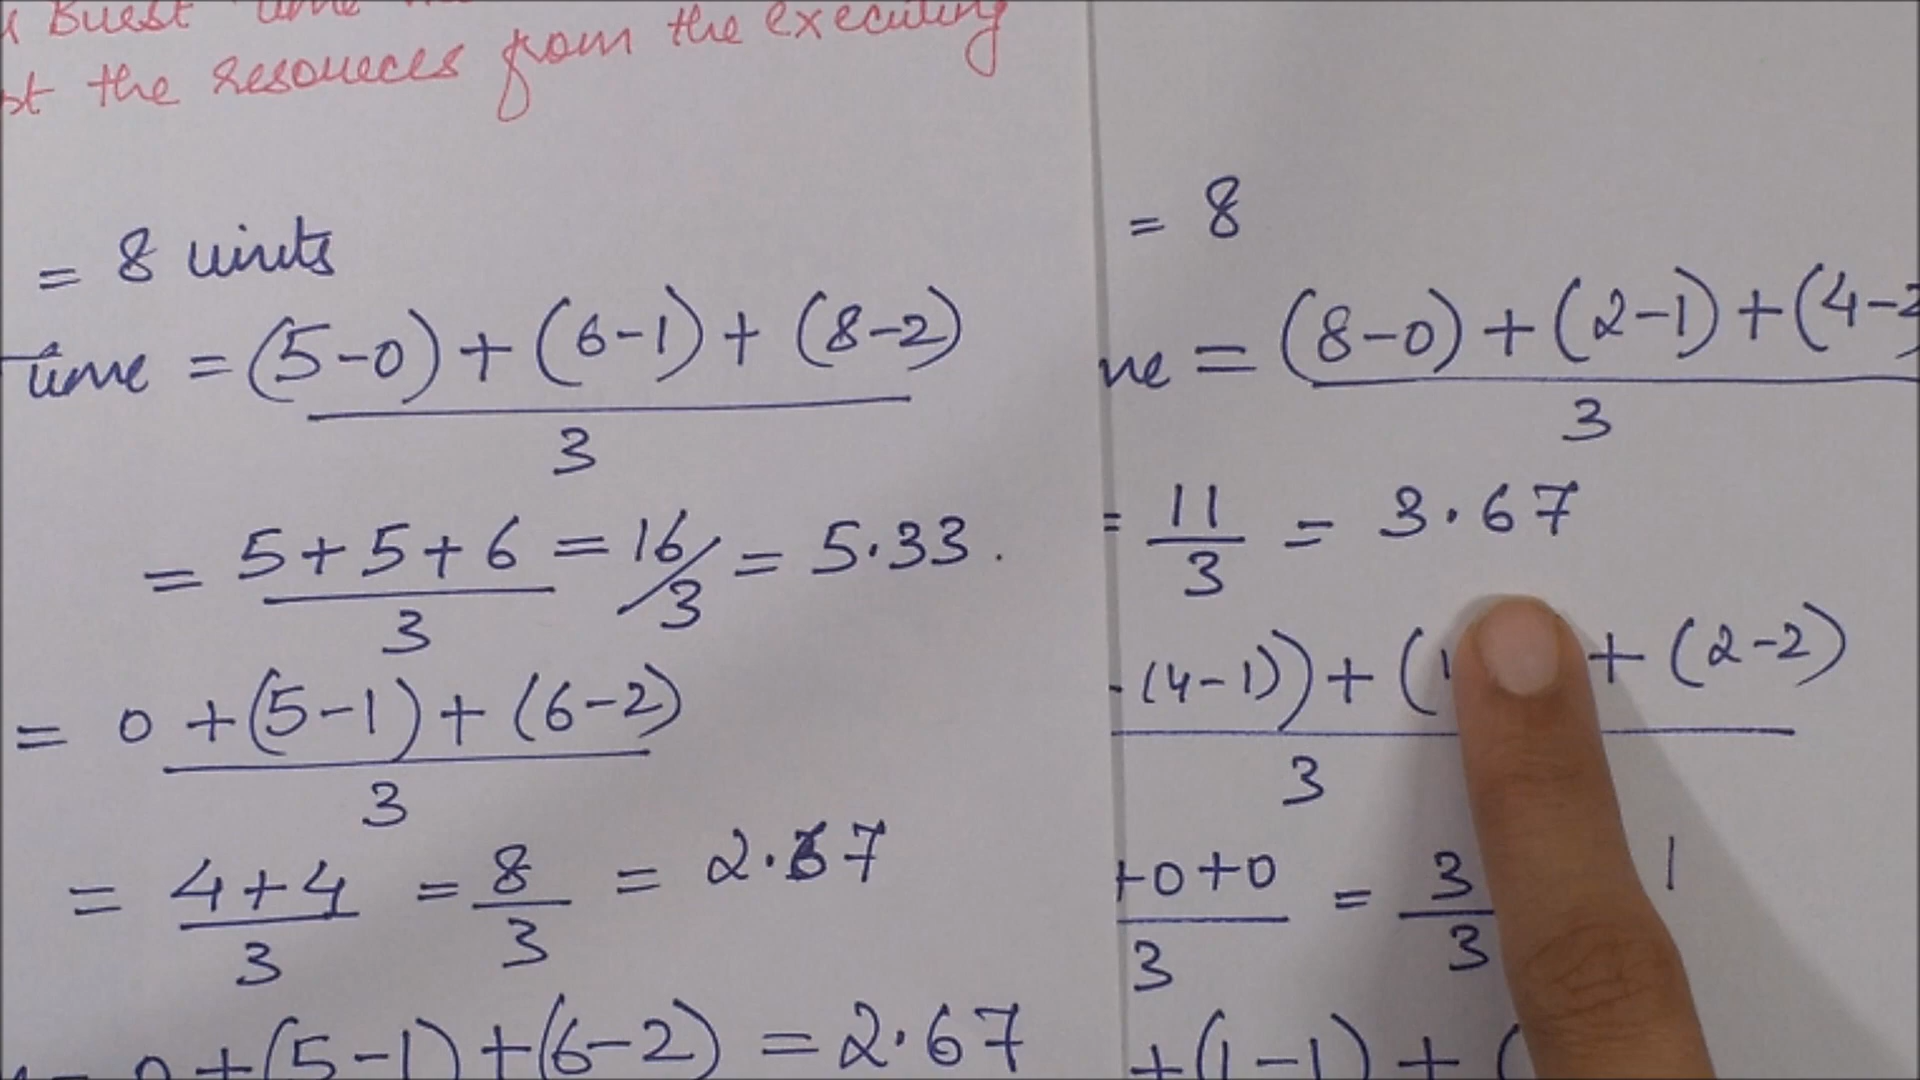 Burst time
the resources from the executing
= 8 units
time = (5-0) + (6-1) + (8-2)
3
= 5+5+6 = 16/3 = 5.33.
3
= 0 + (5-1) + (6-2)
3
= 4+4 = 8 = 2.67
3 3
0 + (5-1) + (6-2) = 2.67
= 8
= (8-0) + (2-1) + (4-2
3
= 11 = 3.67
3
-(4-1)) + ( + (2-2)
3
+0+0 = 3 1
3 3
+ (1-1) + (